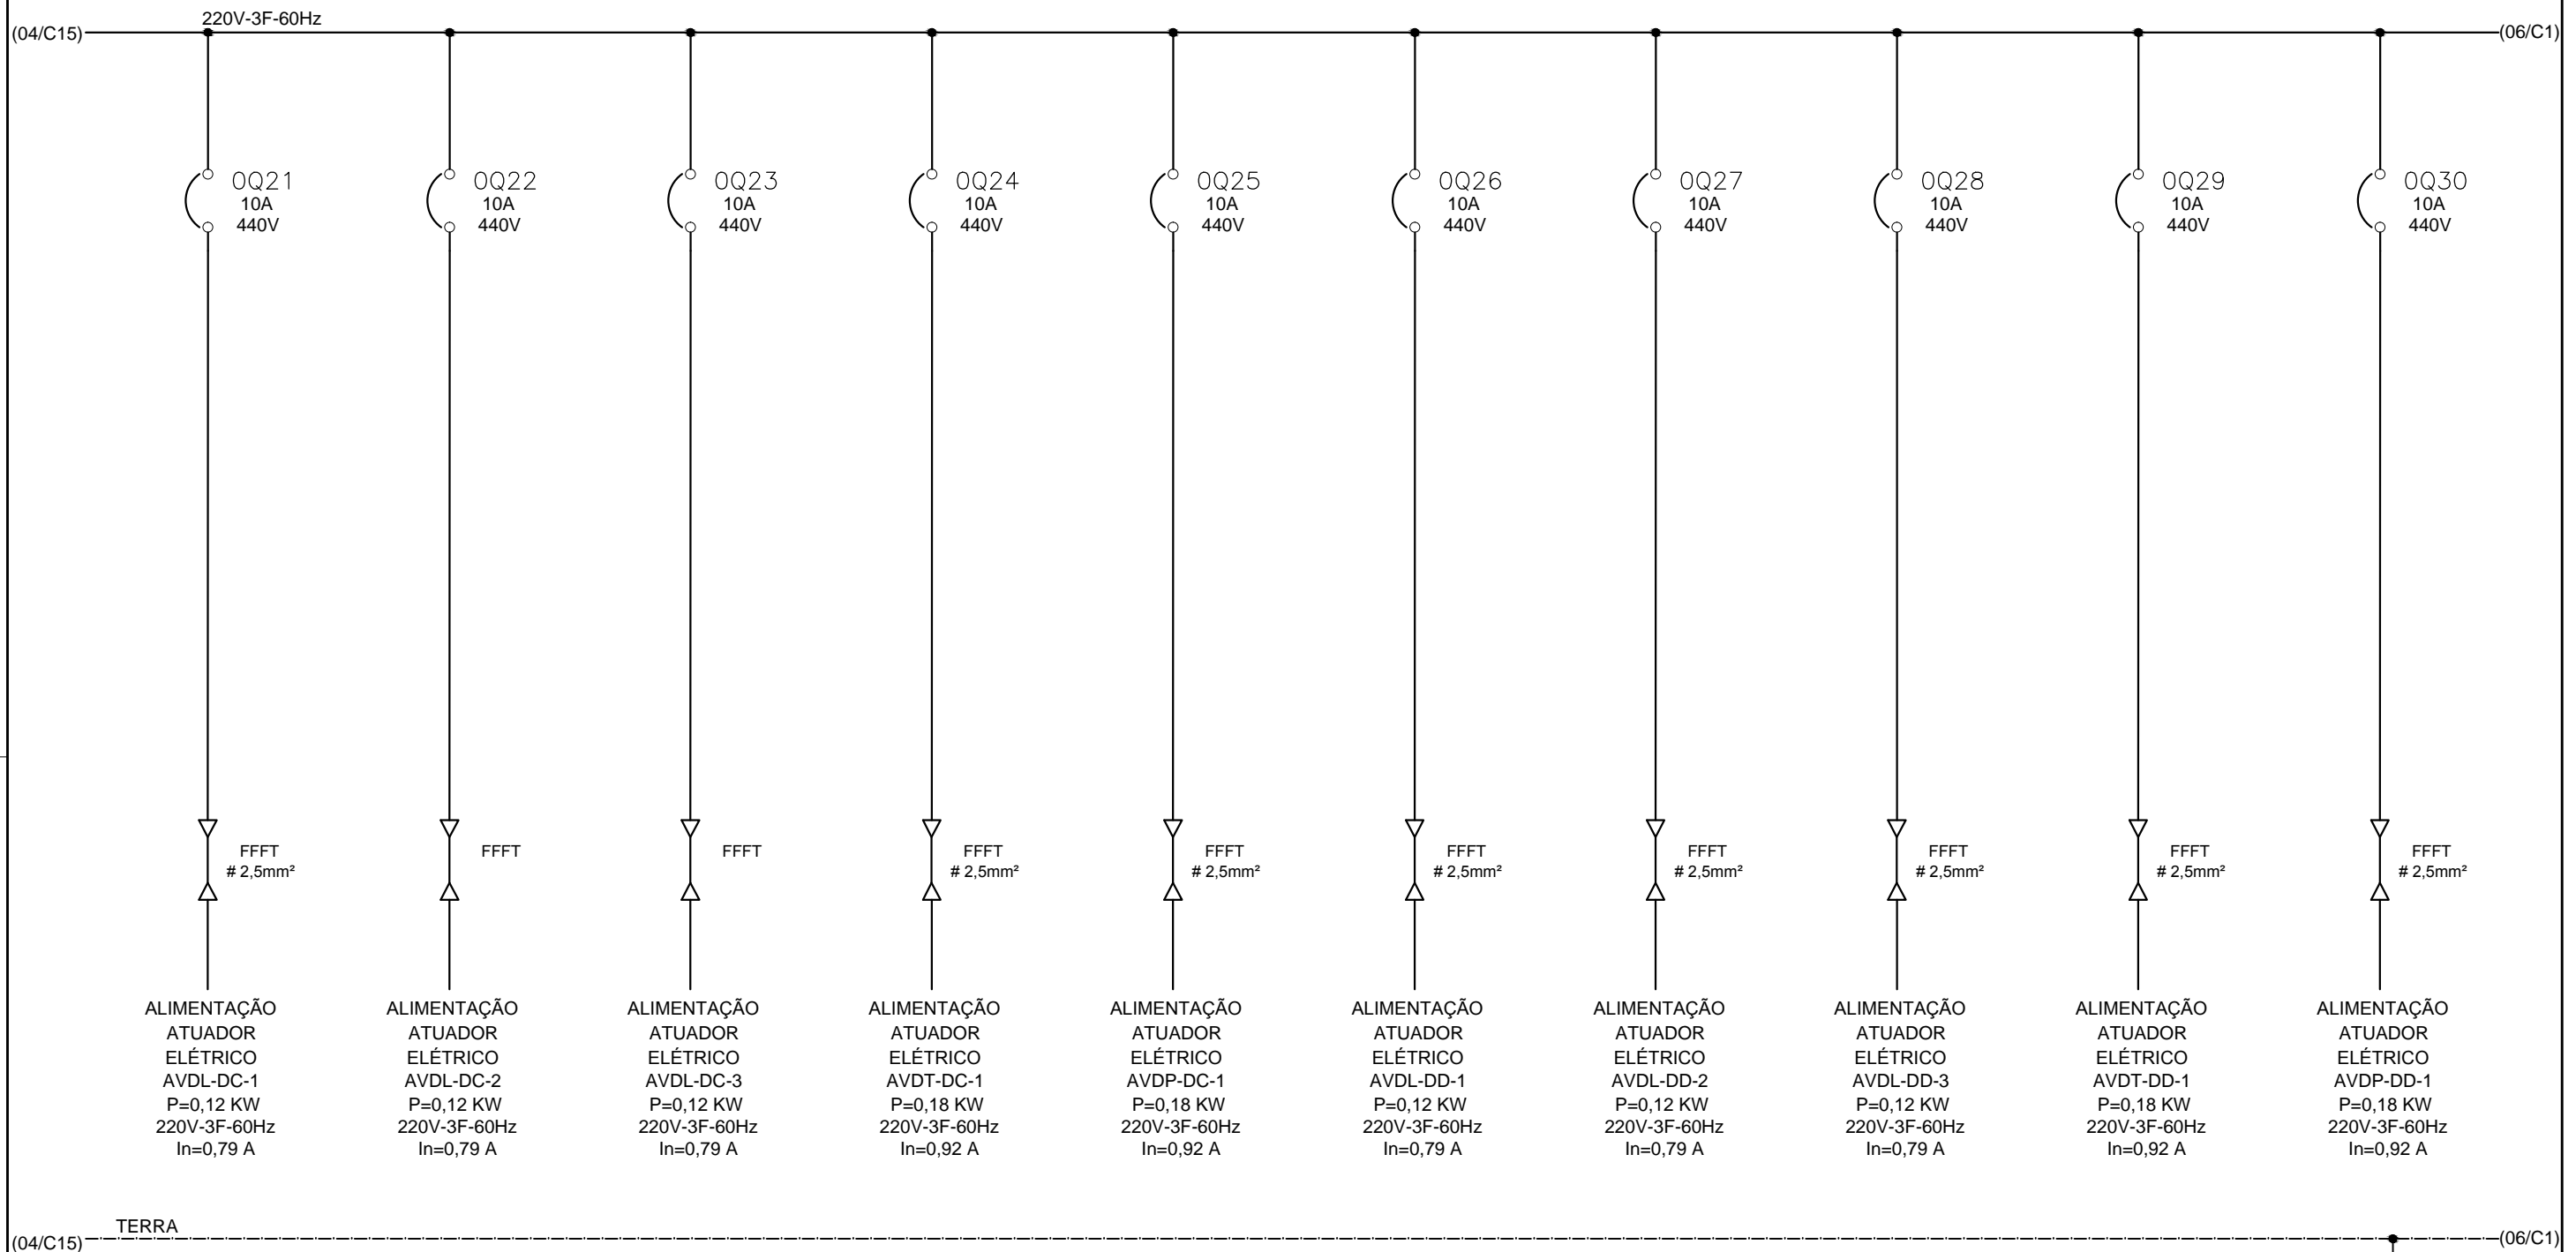 220V-3F-60Hz
(04/C15)
(06/C1)
0Q21
10A
440V
0Q22
10A
440V
0Q23
10A
440V
0Q24
10A
440V
0Q25
10A
440V
0Q26
10A
440V
0Q27
10A
440V
0Q28
10A
440V
0Q29
10A
440V
0Q30
10A
440V
FFFT
# 2,5mm²
FFFT
FFFT
FFFT
# 2,5mm²
FFFT
# 2,5mm²
FFFT
# 2,5mm²
FFFT
# 2,5mm²
FFFT
# 2,5mm²
FFFT
# 2,5mm²
FFFT
# 2,5mm²
ALIMENTAÇÃO
ATUADOR
ELÉTRICO
AVDL-DC-1
P=0,12 KW
220V-3F-60Hz
In=0,79 A
ALIMENTAÇÃO
ATUADOR
ELÉTRICO
AVDL-DC-2
P=0,12 KW
220V-3F-60Hz
In=0,79 A
ALIMENTAÇÃO
ATUADOR
ELÉTRICO
AVDL-DC-3
P=0,12 KW
220V-3F-60Hz
In=0,79 A
ALIMENTAÇÃO
ATUADOR
ELÉTRICO
AVDT-DC-1
P=0,18 KW
220V-3F-60Hz
In=0,92 A
ALIMENTAÇÃO
ATUADOR
ELÉTRICO
AVDP-DC-1
P=0,18 KW
220V-3F-60Hz
In=0,92 A
ALIMENTAÇÃO
ATUADOR
ELÉTRICO
AVDL-DD-1
P=0,12 KW
220V-3F-60Hz
In=0,79 A
ALIMENTAÇÃO
ATUADOR
ELÉTRICO
AVDL-DD-2
P=0,12 KW
220V-3F-60Hz
In=0,79 A
ALIMENTAÇÃO
ATUADOR
ELÉTRICO
AVDL-DD-3
P=0,12 KW
220V-3F-60Hz
In=0,79 A
ALIMENTAÇÃO
ATUADOR
ELÉTRICO
AVDT-DD-1
P=0,18 KW
220V-3F-60Hz
In=0,92 A
ALIMENTAÇÃO
ATUADOR
ELÉTRICO
AVDP-DD-1
P=0,18 KW
220V-3F-60Hz
In=0,92 A
TERRA
(04/C15)
(06/C1)